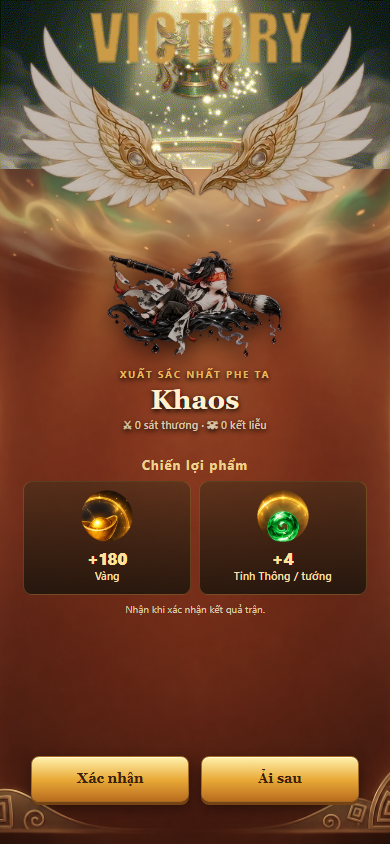 VICTORY
XUẤT SẮC NHẤT PHE TA
Khaos
0 sát thương · 0 kết liễu
Chiến lợi phẩm
+180
Vàng
+4
Tinh Thông / tướng
Nhận khi xác nhận kết quả trận.
Xác nhận
Ải sau